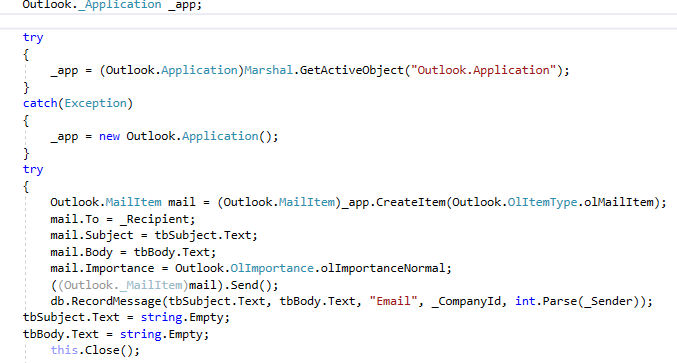 Outlook._Application _app;
try
{
_app = (Outlook.Application)Marshal.GetActiveObject("Outlook.Application");
}
catch(Exception)
{
_app = new Outlook.Application();
}
try
{
Outlook.MailItem mail = (Outlook.MailItem)_app.CreateItem(Outlook.OlItemType.olMailItem);
mail.To = _Recipient;
mail.Subject = tbSubject.Text;
mail.Body = tbBody.Text;
mail.Importance = Outlook.OlImportance.olImportanceNormal;
((Outlook._MailItem)mail).Send();
db.RecordMessage(tbSubject.Text, tbBody.Text, "Email", _CompanyId, int.Parse(_Sender));
tbSubject.Text = string.Empty;
tbBody.Text = string.Empty;
this.Close();